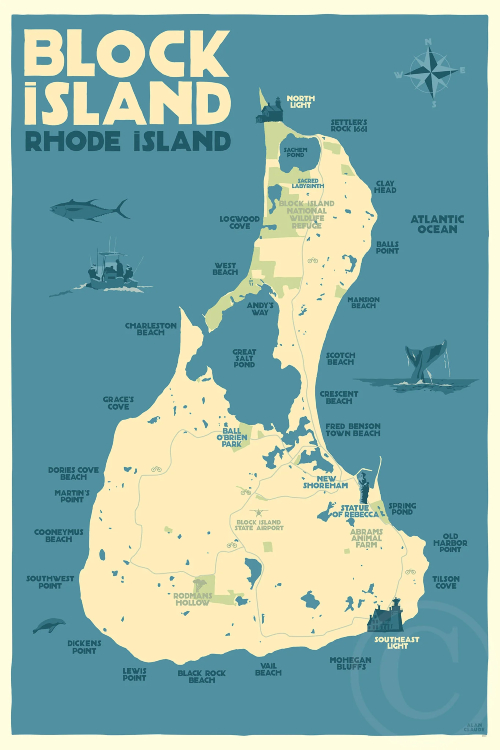 BLOCK
ISLAND
RHODE ISLAND
N
W
E
S
NORTH
LIGHT
SETTLER'S
ROCK 1661
SACHEM
POND
SACRED
LABYRINTH
CLAY
HEAD
BLOCK ISLAND
NATIONAL
WILDLIFE
REFUGE
LOGWOOD
COVE
ATLANTIC
OCEAN
BALLS
POINT
WEST
BEACH
MANSION
BEACH
ANDY'S
WAY
CHARLESTON
BEACH
GREAT
SALT
POND
SCOTCH
BEACH
CRESCENT
BEACH
GRACE'S
COVE
FRED BENSON
TOWN BEACH
BALL
O'BRIEN
PARK
DORIES COVE
BEACH
NEW
SHOREHAM
MARTIN'S
POINT
STATUE
OF REBECCA
SPRING
POND
BLOCK ISLAND
STATE AIRPORT
COONEYMUS
BEACH
ABRAMS
ANIMAL
FARM
OLD
HARBOR
POINT
SOUTHWEST
POINT
TILSON
COVE
RODMANS
HOLLOW
DICKENS
POINT
SOUTHEAST
LIGHT
LEWIS
POINT
BLACK ROCK
BEACH
VAIL
BEACH
MOHEGAN
BLUFFS
©
ALAN
CLAUDE